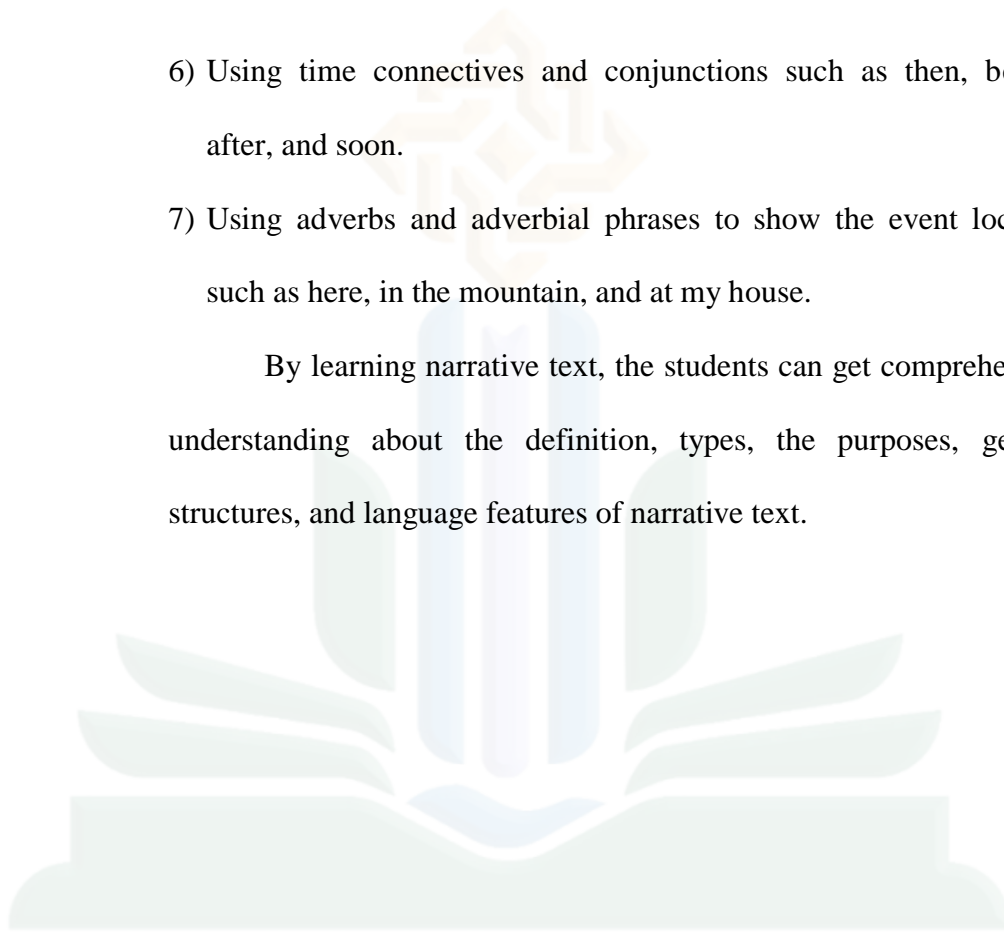 6) Using time connectives and conjunctions such as then, b
after, and soon.
7) Using adverbs and adverbial phrases to show the event loc
such as here, in the mountain, and at my house.
By learning narrative text, the students can get comprehe
understanding about the definition, types, the purposes, ge
structures, and language features of narrative text.